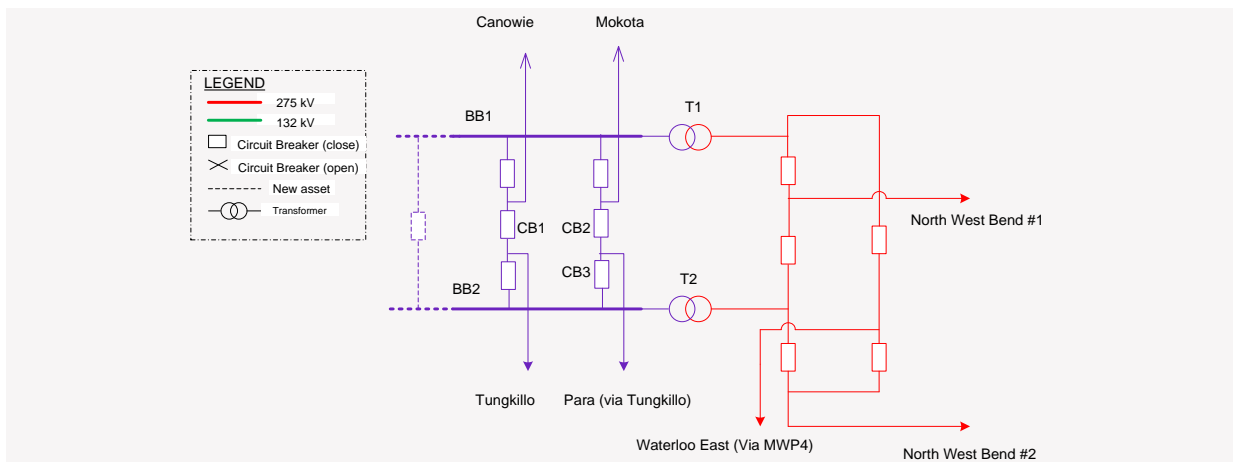 Canowie
Mokota
LEGEND
275 kV
132 kV
Circuit Breaker (close)
Circuit Breaker (open)
New asset
Transformer
BB1
T1
CB1
CB2
North West Bend #1
BB2
CB3
T2
Tungkillo
Para (via Tungkillo)
Waterloo East (Via MWP4)
North West Bend #2